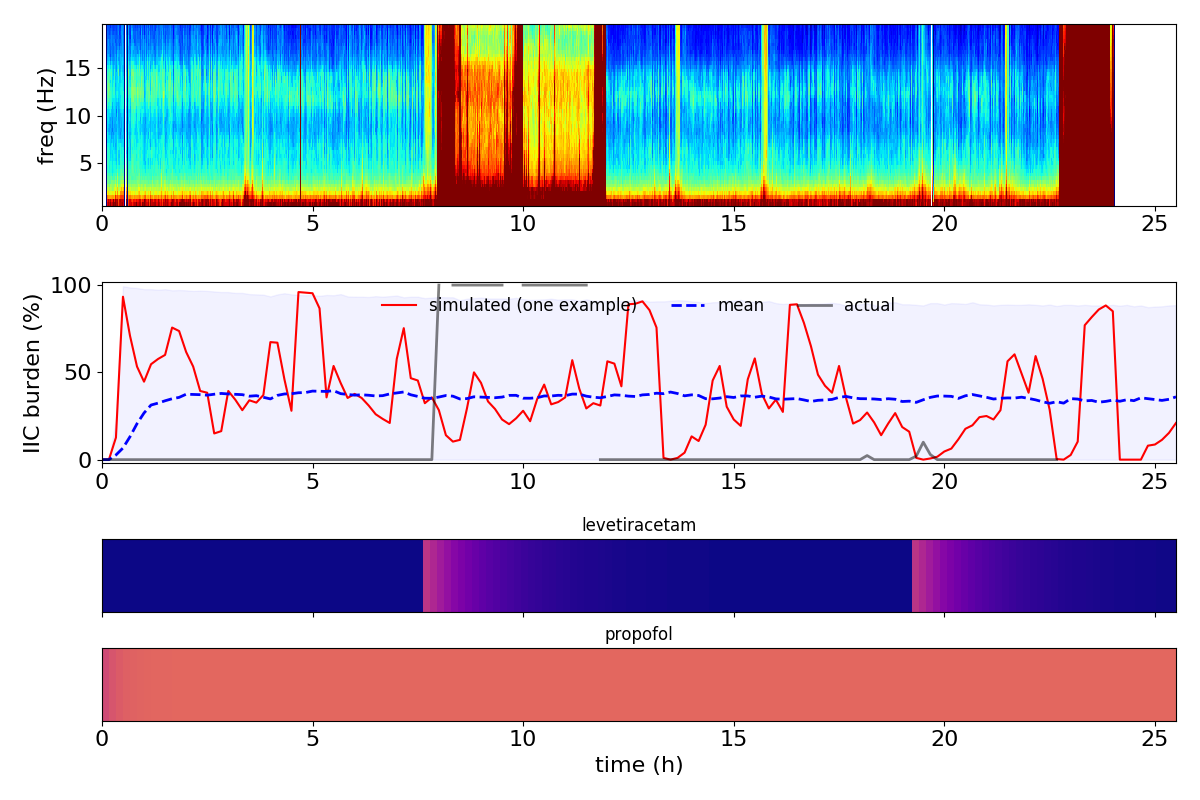 15
10
5
freq (Hz)
0 5 10 15 20 25
100
50
0
IIC burden (%)
simulated (one example) mean actual
0 5 10 15 20 25
levetiracetam
propofol
0 5 10 15 20 25
time (h)